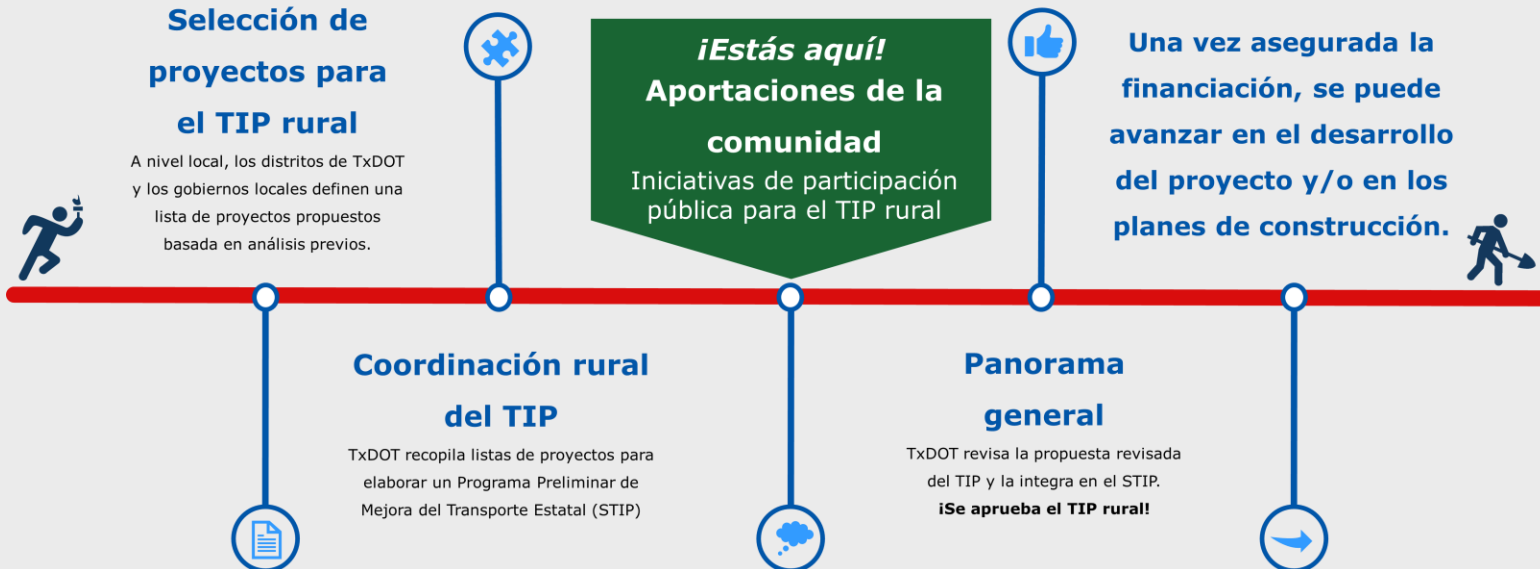 Selección de
proyectos para
el TIP rural
A nivel local, los distritos de TxDOT
y los gobiernos locales definen una
lista de proyectos propuestos
basada en análisis previos.
Coordinación rural
del TIP
TxDOT recopila listas de proyectos para
elaborar un Programa Preliminar de
Mejora del Transporte Estatal (STIP)
¡Estás aquí!
Aportaciones de la
comunidad
Iniciativas de participación
pública para el TIP rural
Panorama
general
TxDOT revisa la propuesta revisada
del TIP y la integra en el STIP.
¡Se aprueba el TIP rural!
Una vez asegurada la
financiación, se puede
avanzar en el desarrollo
del proyecto y/o en los
planes de construcción.